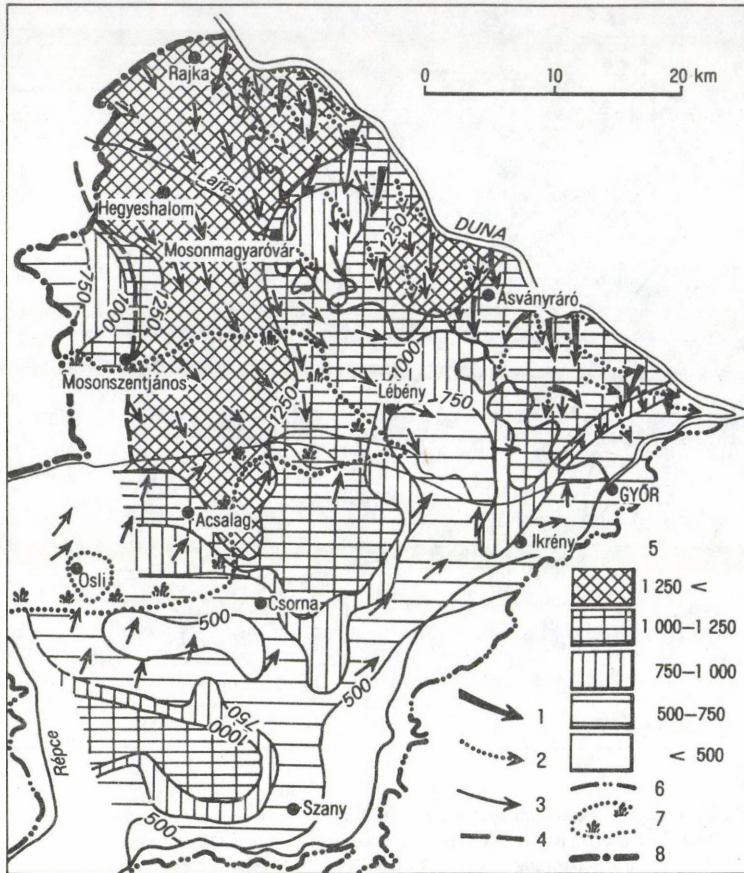 Rajka
0 10 20 km
Lajta
Hegyeshalom
DUNA
Mosonmagyaróvár
1250
750
1000
1250
Ásványráró
Mosonszentjános
1000
Lébény
750
1250
GYŐR
Acsalag
Ikrény
5
Osli
1 250 <
Csorna
500
1 000–1 250
750–1 000
1
500–750
500
750
1000
2
< 500
Répce
3
6
Szany
7
4
500
8